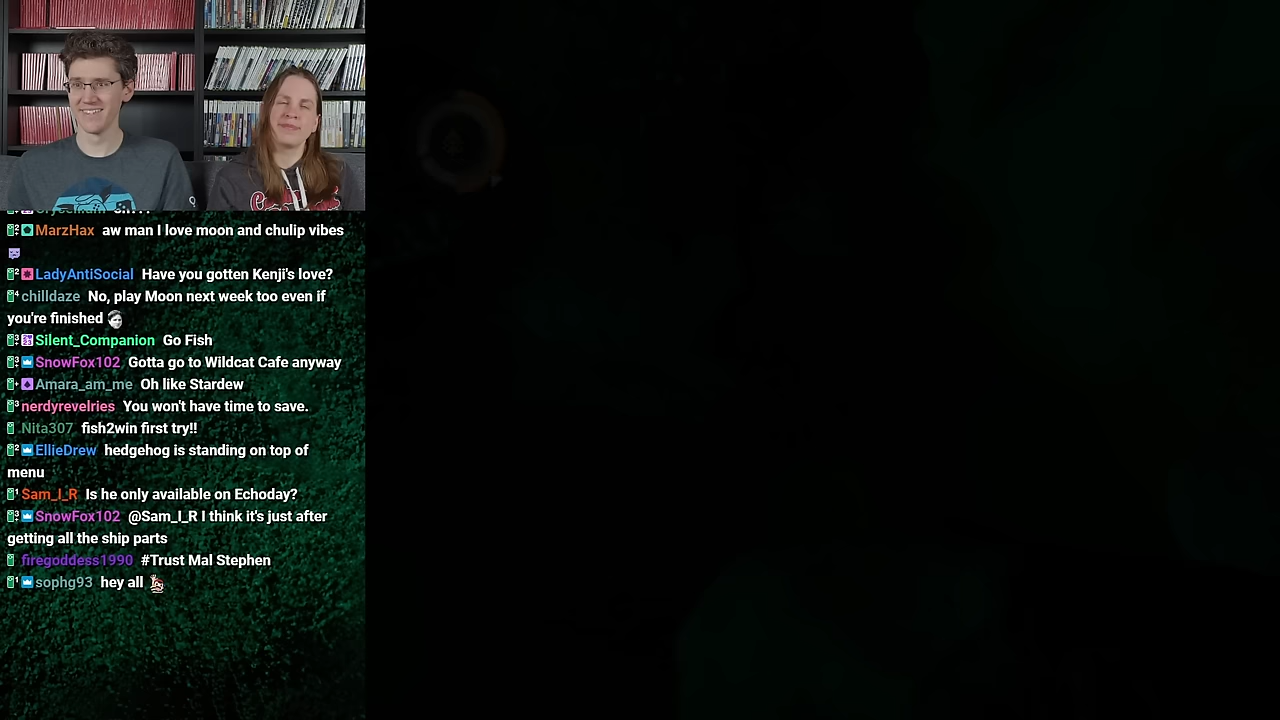 MarzHax aw man I love moon and chulip vibes
LadyAntiSocial Have you gotten Kenji's love?
chilldaze No, play Moon next week too even if
you're finished
Silent_Companion Go Fish
SnowFox102 Gotta go to Wildcat Cafe anyway
Amara_am_me Oh like Stardew
nerdyrevelries You won't have time to save.
Nita307 fish2win first try!!
EllieDrew hedgehog is standing on top of
menu
Sam_I_R Is he only available on Echoday?
SnowFox102 @Sam_I_R I think it's just after
getting all the ship parts
firegoddess1990 #Trust Mal Stephen
sophg93 hey all